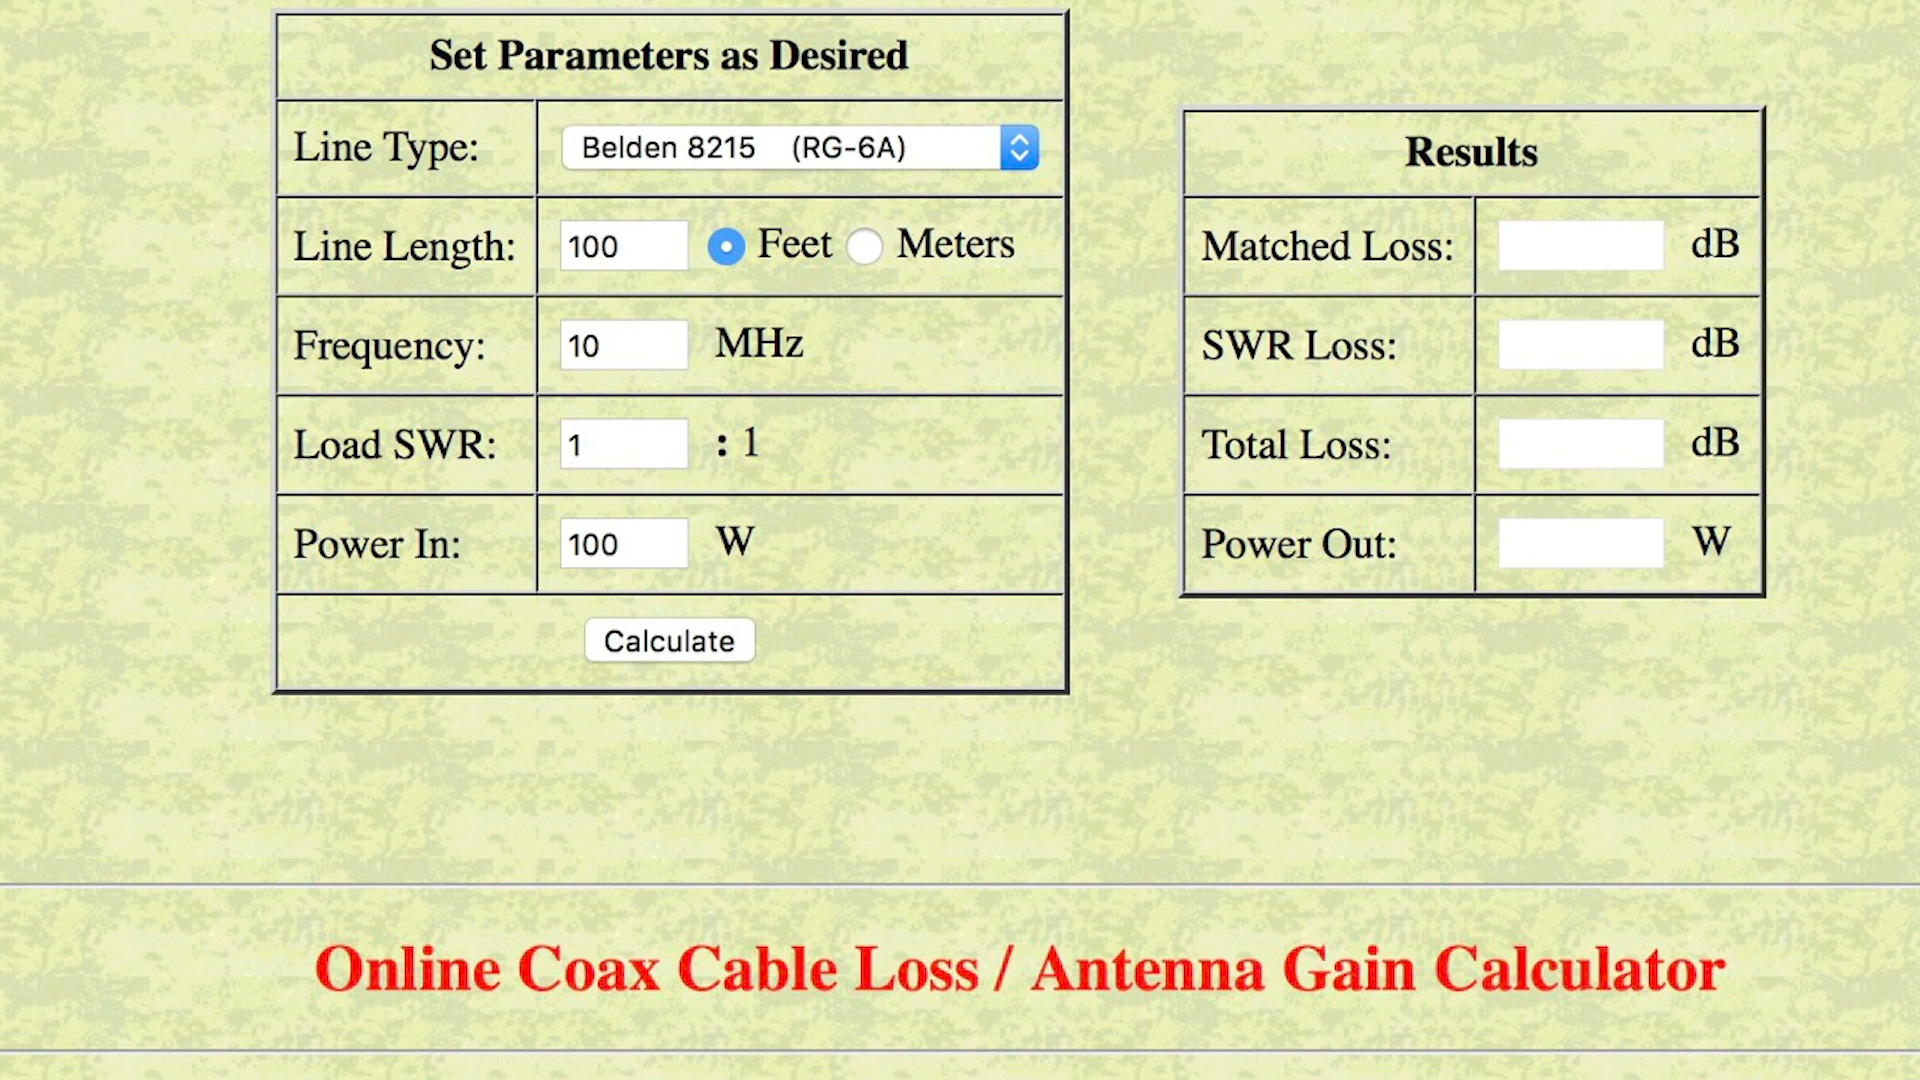 Set Parameters as Desired
Line Type: Belden 8215 (RG-6A)
Line Length: 100 Feet Meters
Frequency: 10 MHz
Load SWR: 1 : 1
Power In: 100 W
Calculate
Results
Matched Loss: dB
SWR Loss: dB
Total Loss: dB
Power Out: W
Online Coax Cable Loss / Antenna Gain Calculator